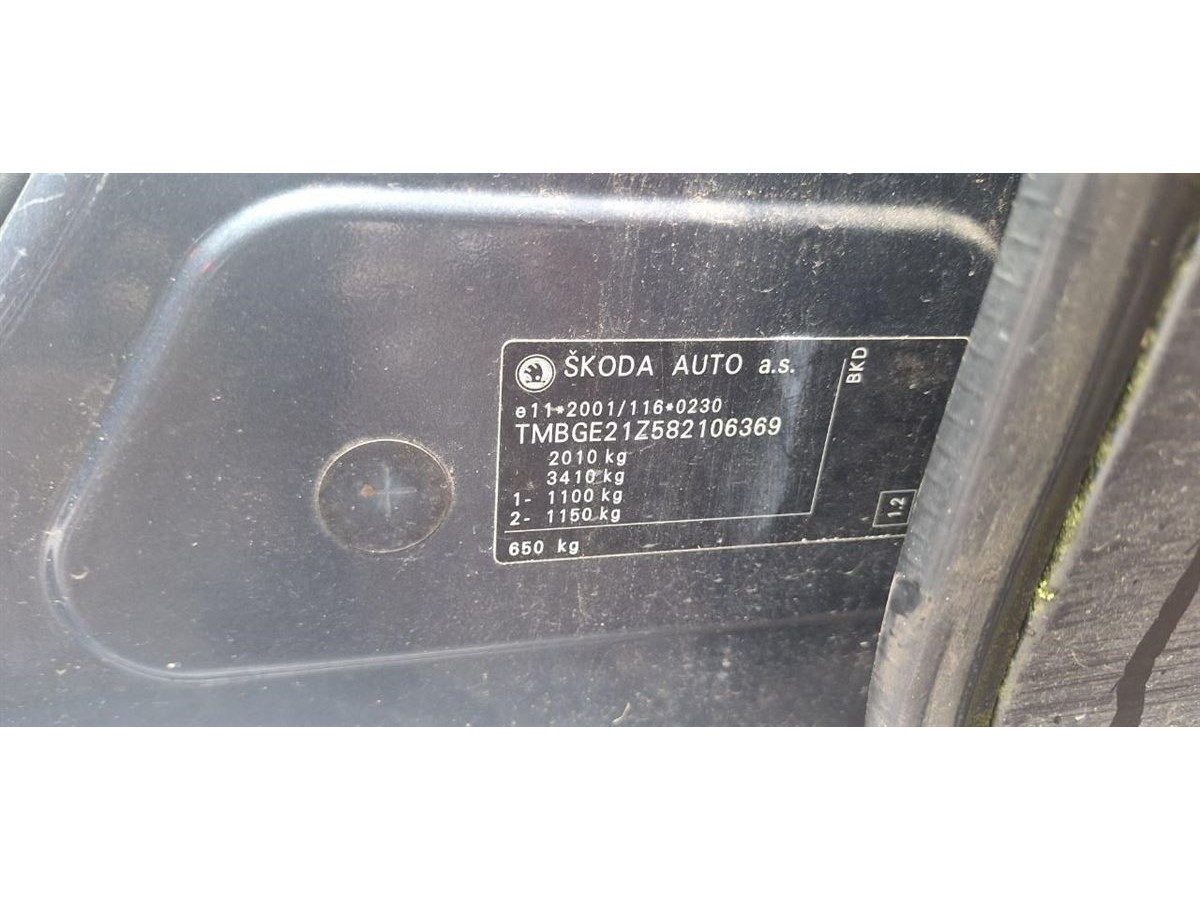 ŠKODA AUTO a.s.
BKD
e11*2001/116*0230
TMBGE21Z582106369
2010 kg
3410 kg
1- 1100 kg
2- 1150 kg
1.2
650 kg